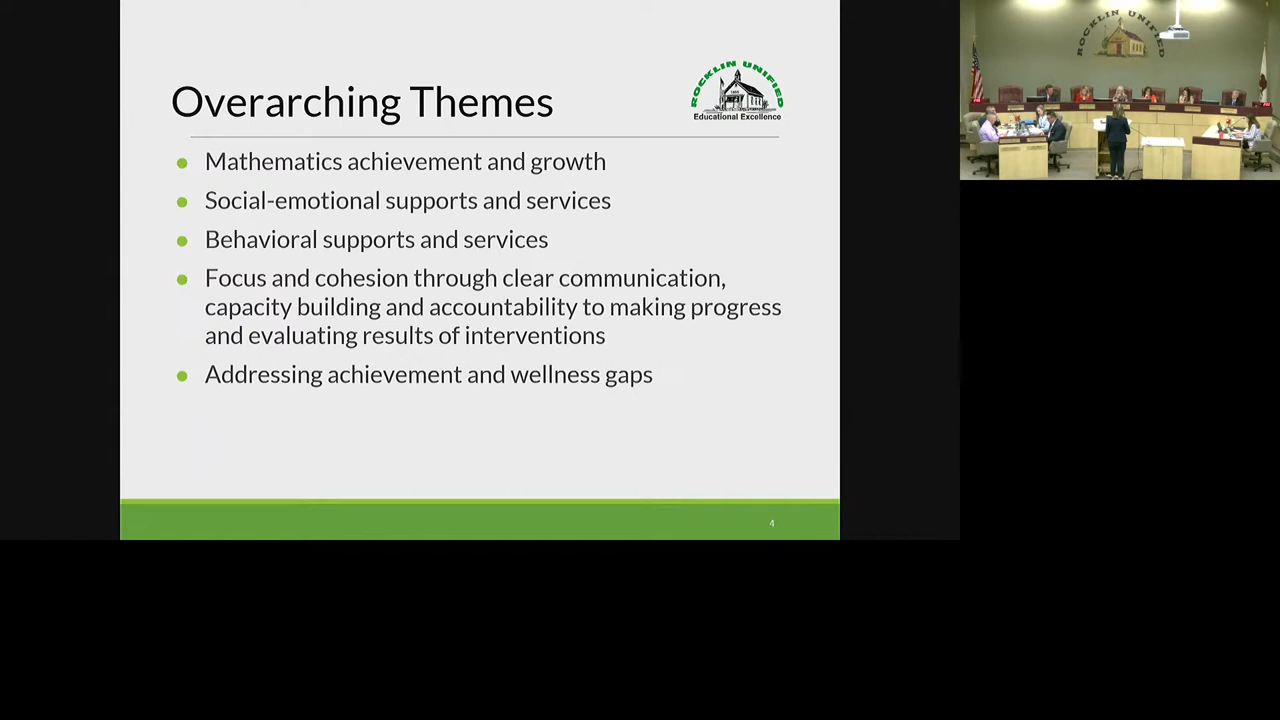 Overarching Themes
ROCKLIN UNIFIED
Educational Excellence
Mathematics achievement and growth
Social-emotional supports and services
Behavioral supports and services
Focus and cohesion through clear communication,
capacity building and accountability to making progress
and evaluating results of interventions
Addressing achievement and wellness gaps
4
ROCKLIN UNIFIED